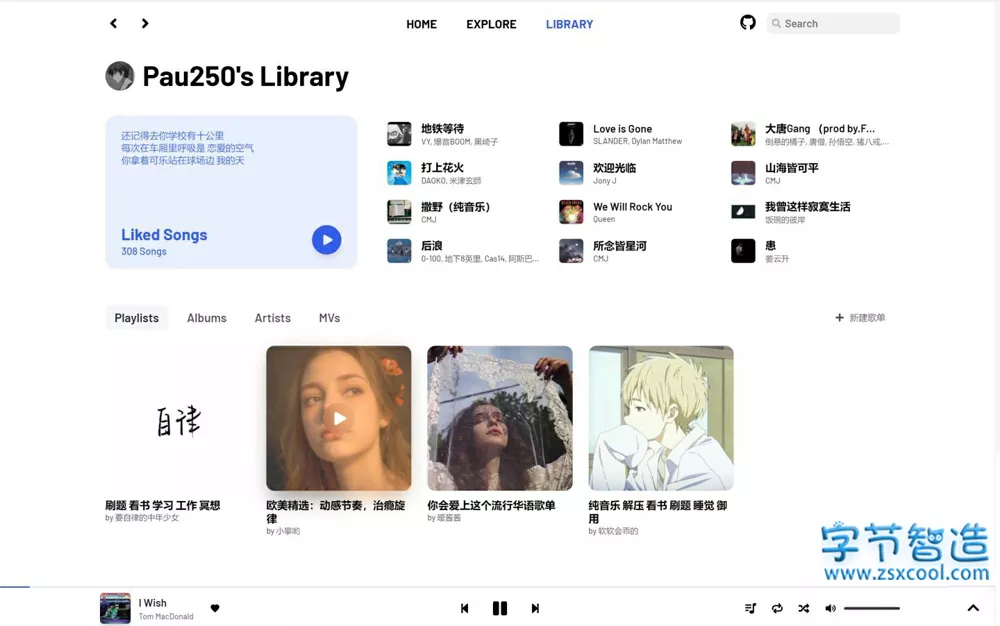 HOME EXPLORE LIBRARY
Search
Pau250's Library
还记得去你学校有十公里
每次在车厢里呼吸是 恋爱的空气
你拿着可乐站在球场边 我的天
Liked Songs
308 Songs
地铁等待
VY, 爆音BOOM, 黑崎子
Love is Gone
SLANDER, Dylan Matthew
大唐Gang （prod by.F...
倒悬的橘子, 唐僧, 孙悟空, 猪八戒,...
打上花火
DAOKO, 米津玄師
欢迎光临
Jony J
山海皆可平
CMJ
撒野（纯音乐）
CMJ
We Will Rock You
Queen
我曾这样寂寞生活
饭碗的彼岸
后浪
0-100, 地下8英里, Cas14, 阿斯巴...
所念皆星河
CMJ
患
姜云升
Playlists Albums Artists MVs
新建歌单
自律
刷题 看书 学习 工作 冥想
by 要自律的中年少女
欧美精选：动感节奏，治瘾旋
律
by 小攀哈
你会爱上这个流行华语歌单
by 嗳酱酱
纯音乐 解压 看书 刷题 睡觉 御
用
by 软软会乖的
字节智造
www.zsxcool.com
I Wish
Tom MacDonald